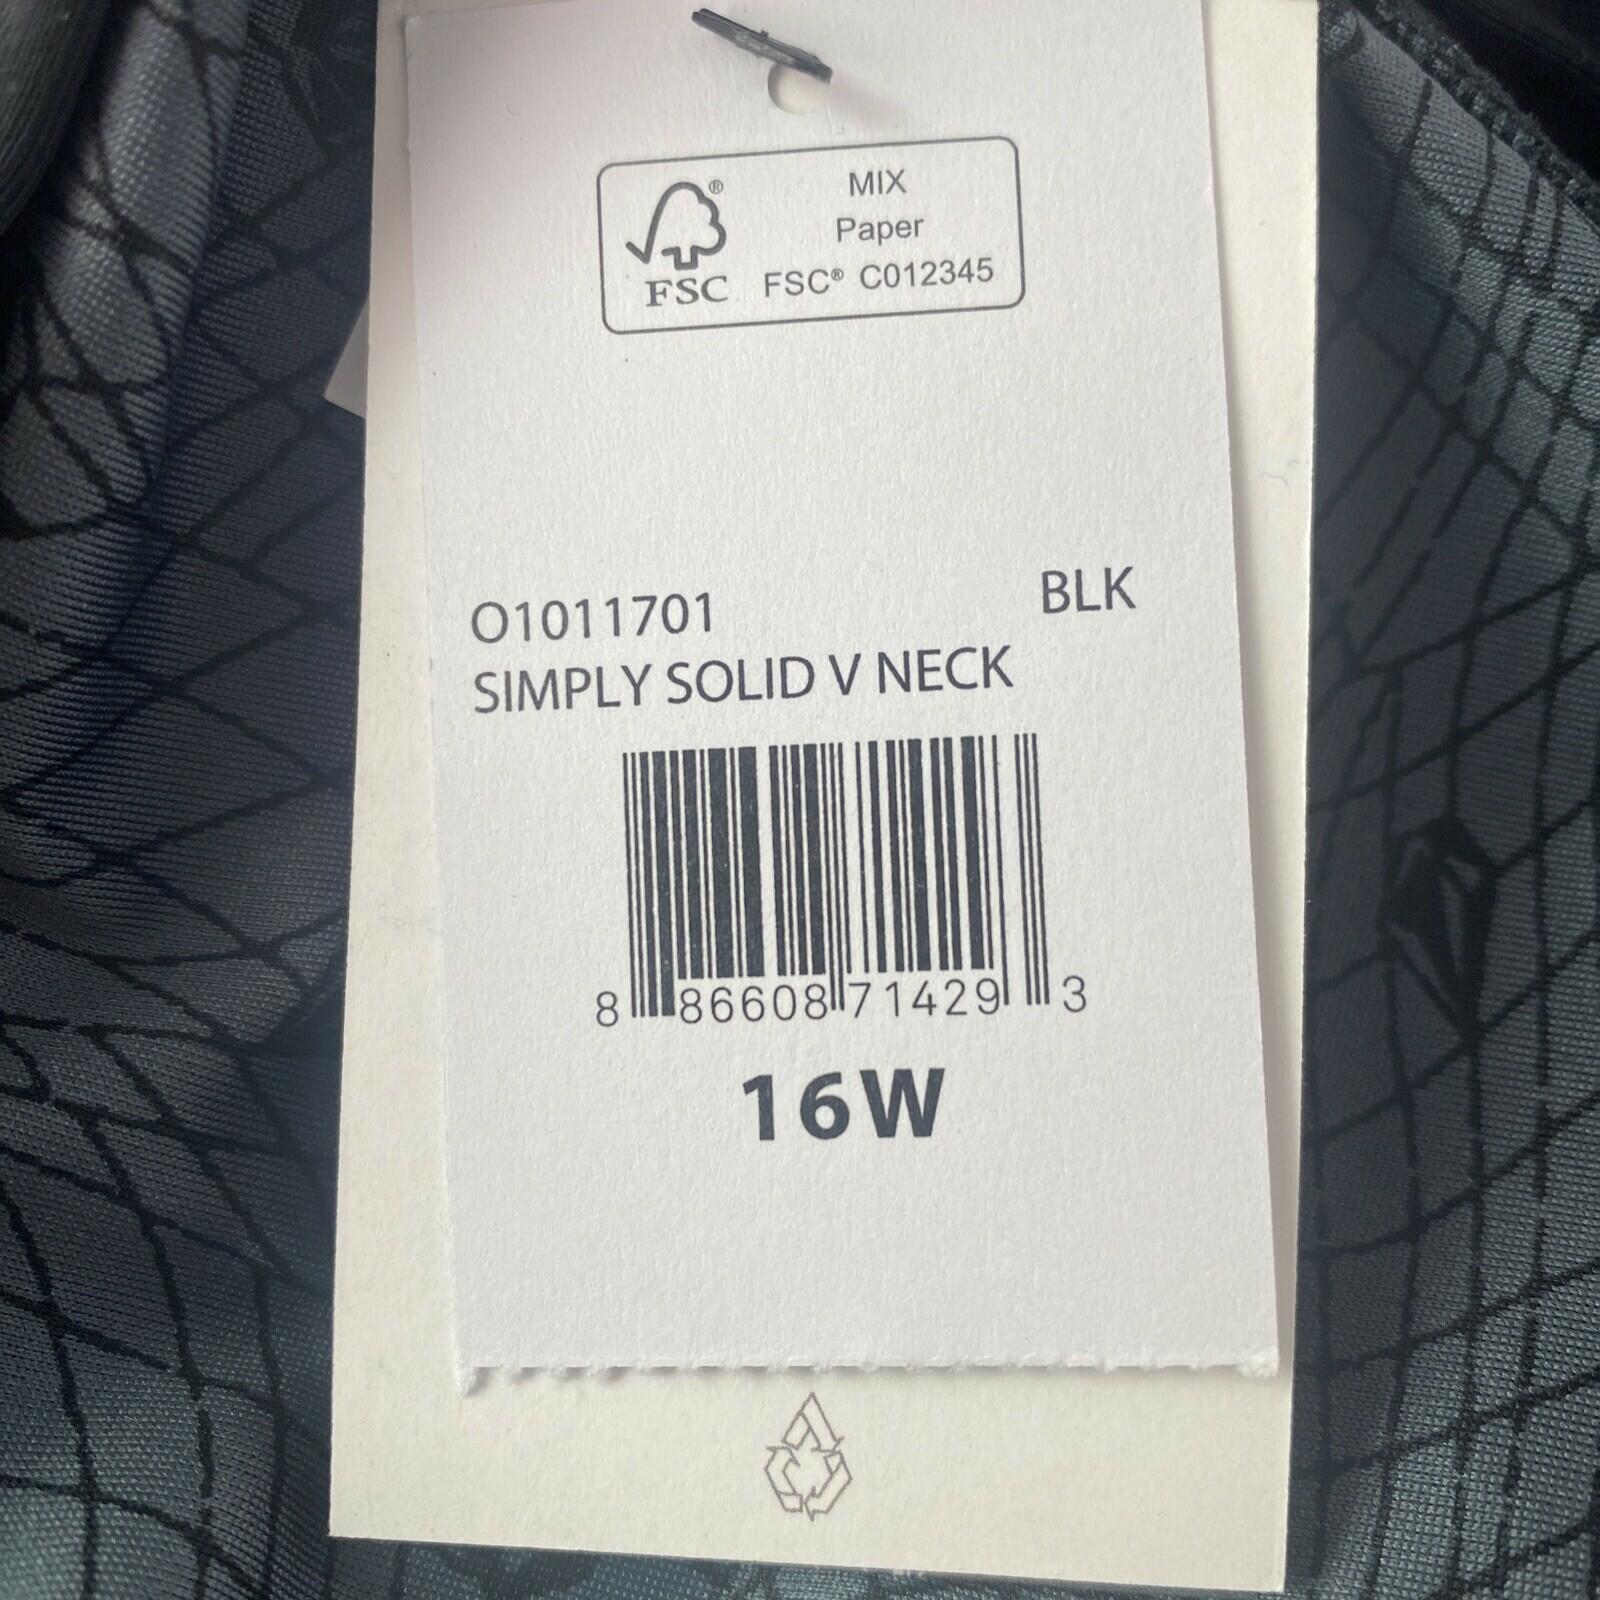 MIX
Paper
FSC® C012345
®
FSC
O1011701 BLK
SIMPLY SOLID V NECK
8 86608 71429 3
16W